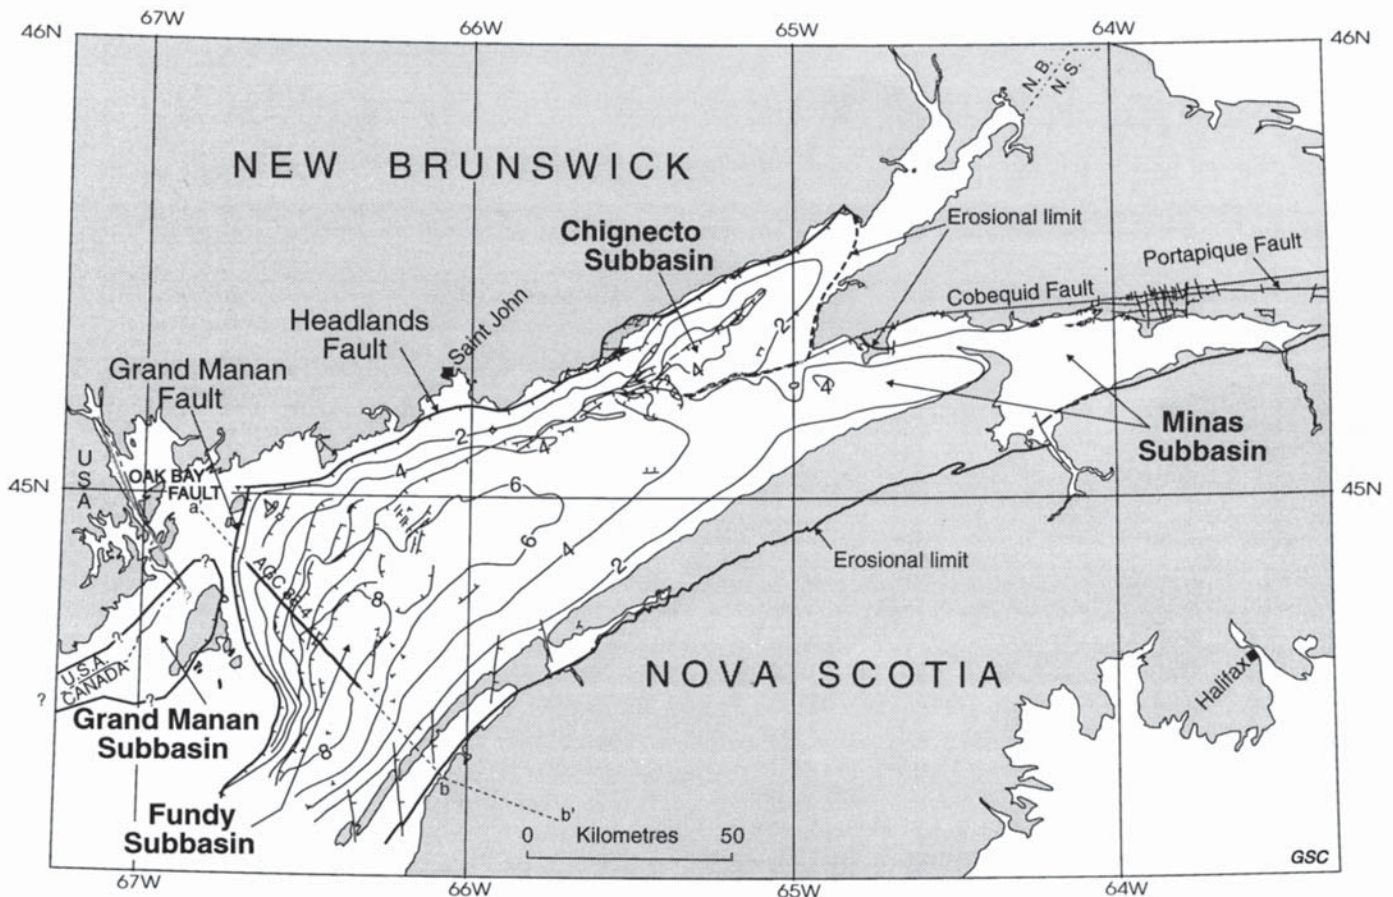 67W
66W
65W
64W
46N
46N
N. B.
N. S.
NEW BRUNSWICK
Erosional limit
Chignecto
Subbasin
Portapique Fault
Cobequid Fault
Headlands
Fault
Saint John
Grand Manan
Fault
2
4
4
2
4
4
Minas
Subbasin
USA
OAK BAY
FAULT
45N
45N
a'
4
6
6
4
2
Erosional limit
?
AGC 88-4
8
?
?
U.S.A.
CANADA
?
?
NOVA SCOTIA
Halifax
Grand Manan
Subbasin
8
b
b'
Fundy
Subbasin
0 Kilometres 50
GSC
67W
66W
65W
64W